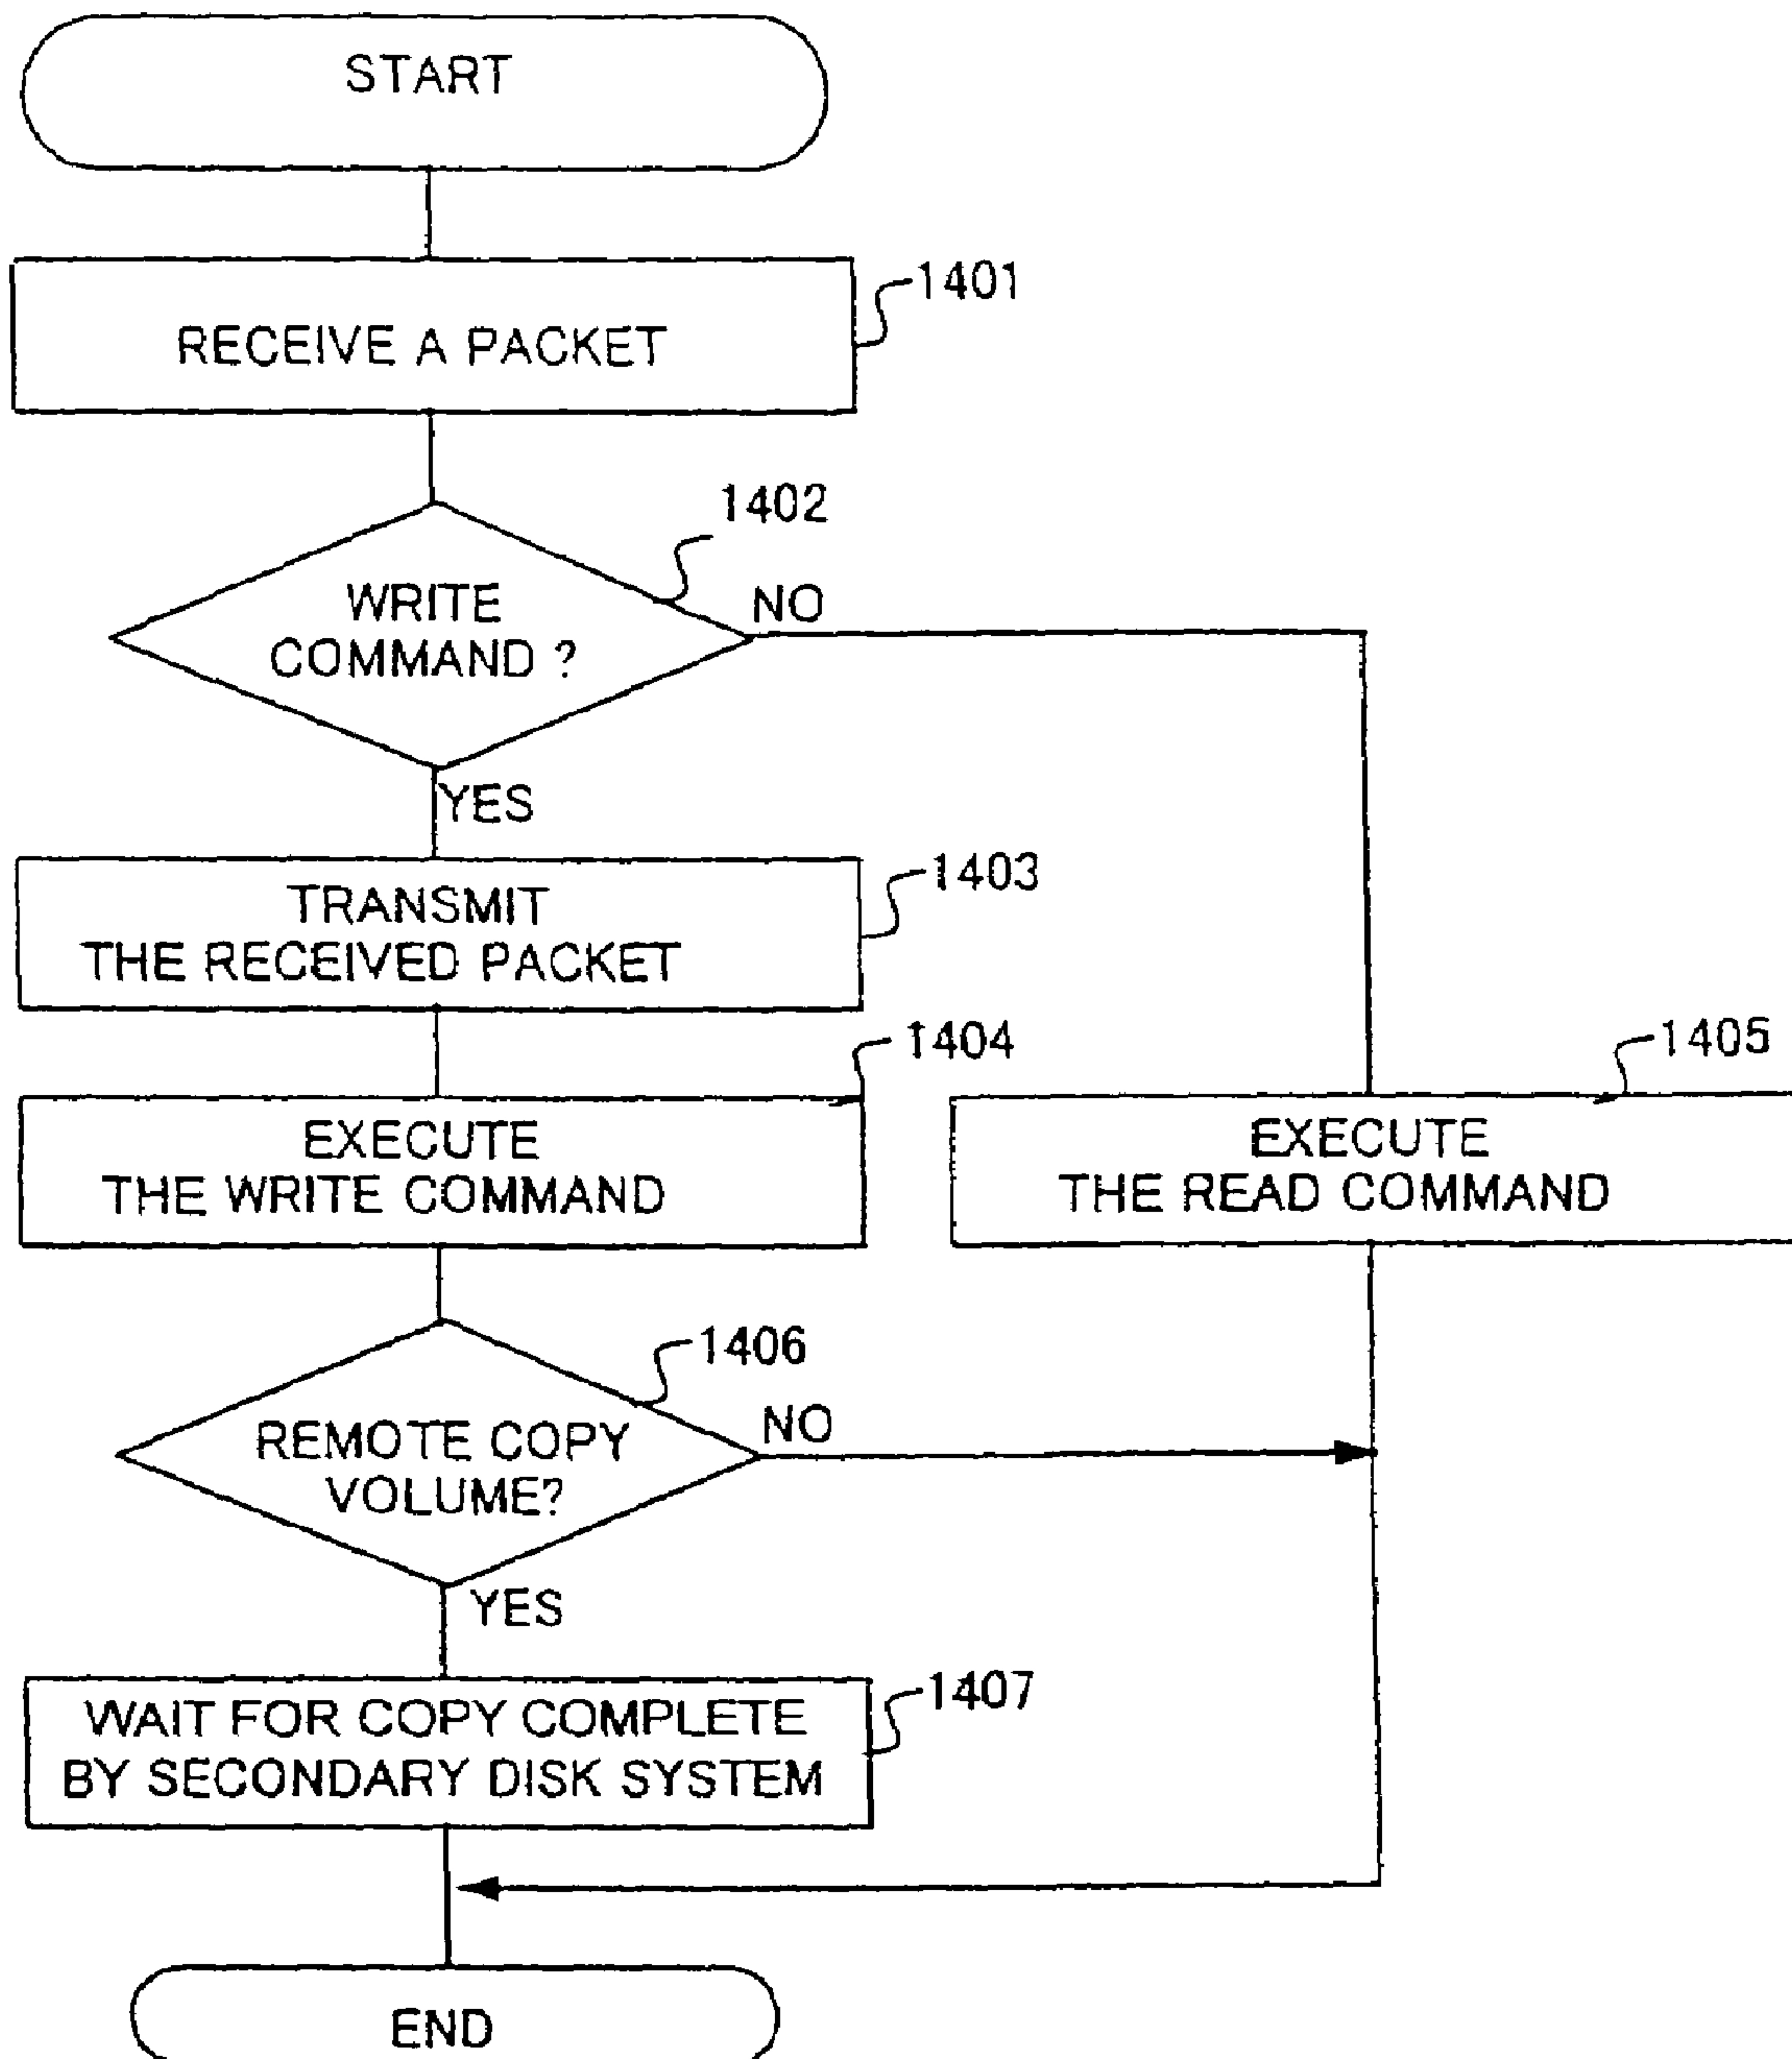 START
1401
RECEIVE A PACKET
1402
WRITE
COMMAND ?
NO
YES
1403
TRANSMIT
THE RECEIVED PACKET
1404
EXECUTE
THE WRITE COMMAND
1405
EXECUTE
THE READ COMMAND
1406
REMOTE COPY
VOLUME?
NO
YES
1407
WAIT FOR COPY COMPLETE
BY SECONDARY DISK SYSTEM
END